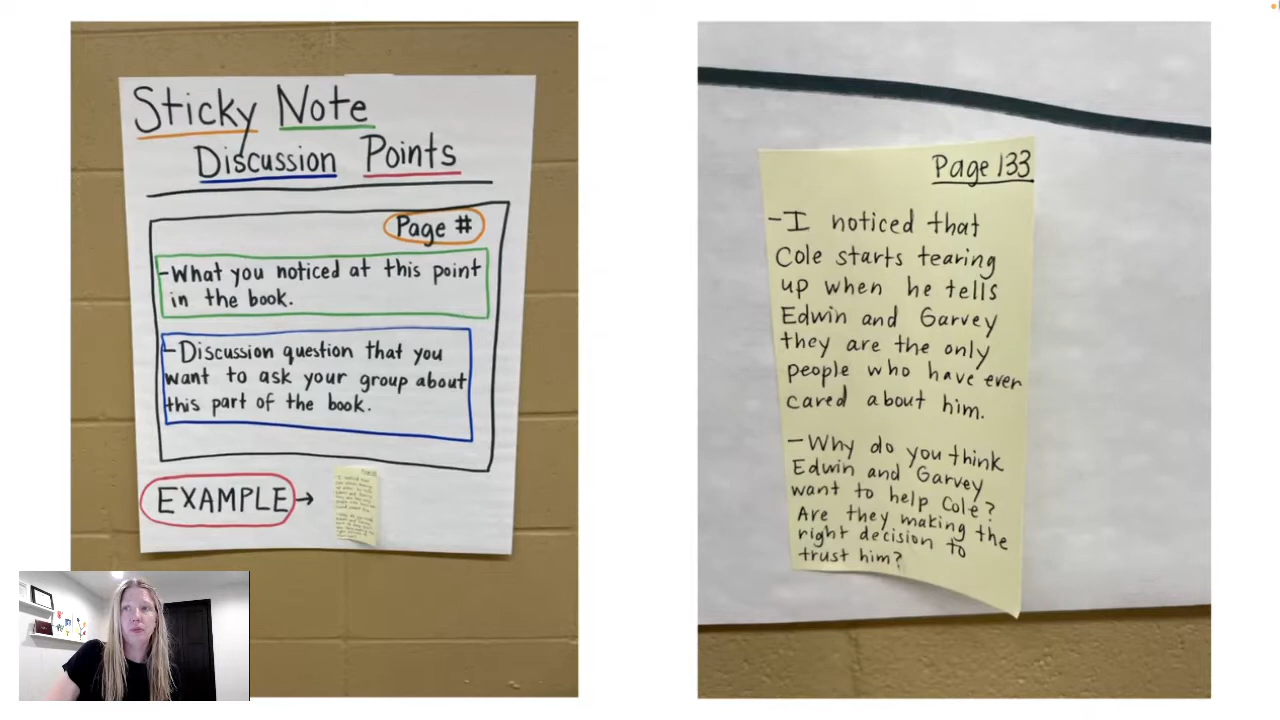 Sticky Note
Discussion Points
Page #
-What you noticed at this point
in the book.
-Discussion question that you
want to ask your group about
this part of the book.
EXAMPLE→
Page 133
-I noticed that
Cole starts tearing
up when he tells
Edwin and Garvey
they are the only
people who have ever
cared about him.
-Why do you think
Edwin and Garvey
want to help Cole?
Are they making the
right decision to
trust him?